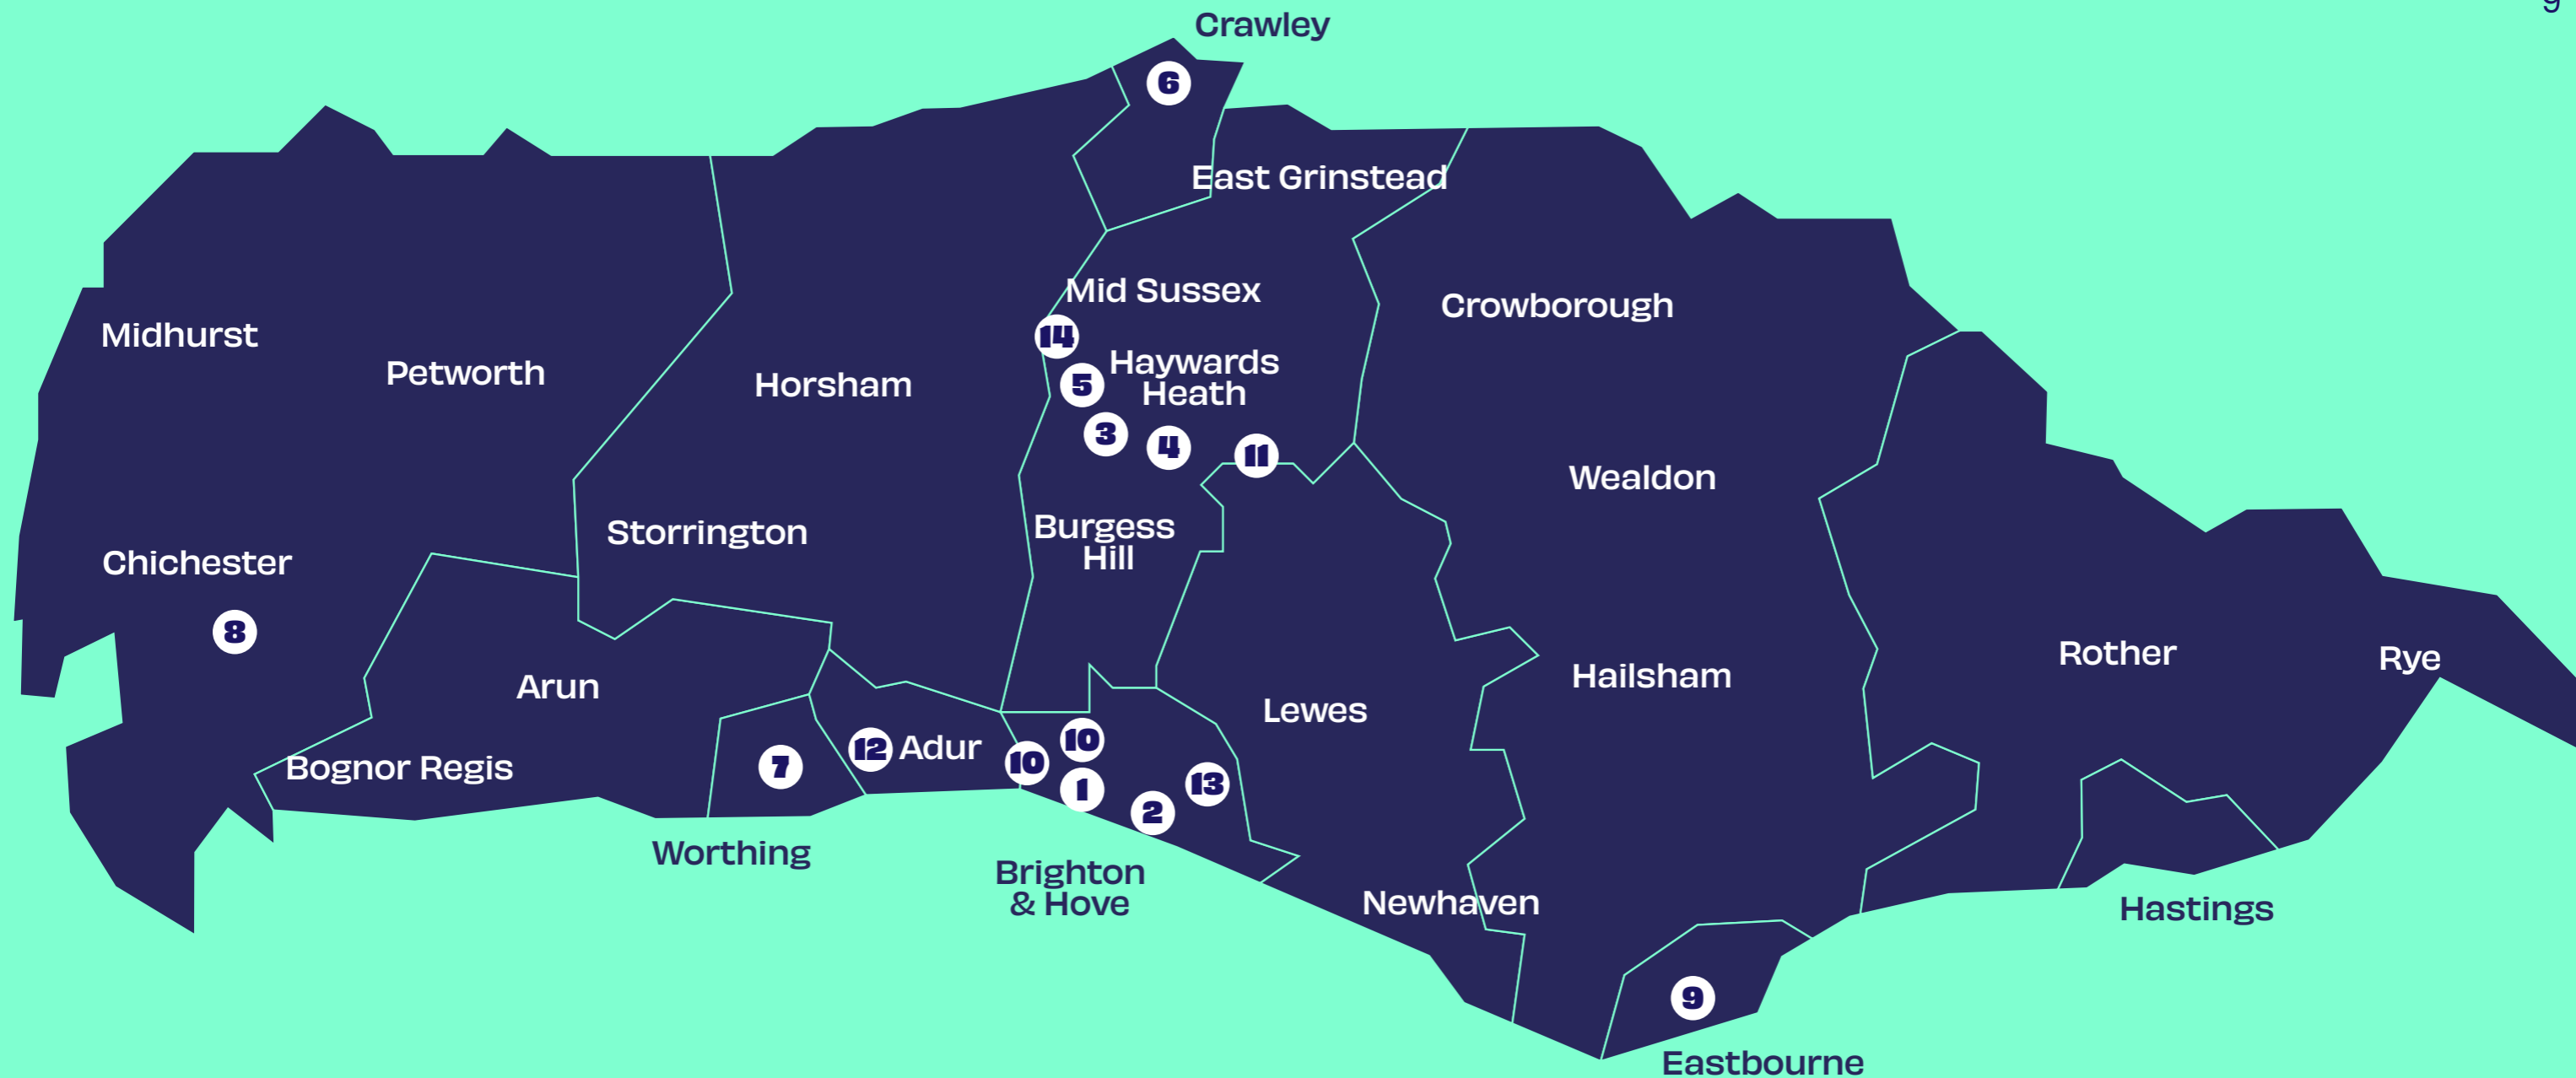 9
Crawley
6
East Grinstead
Mid Sussex
Crowborough
Midhurst
14
Petworth
Horsham
5
Haywards
Heath
3
4
11
Wealdon
Storrington
Burgess
Hill
Chichester
8
Arun
Lewes
Hailsham
Rother
Rye
Bognor Regis
7
12
Adur
10
10
1
2
13
Worthing
Brighton
& Hove
Newhaven
Hastings
9
Eastbourne